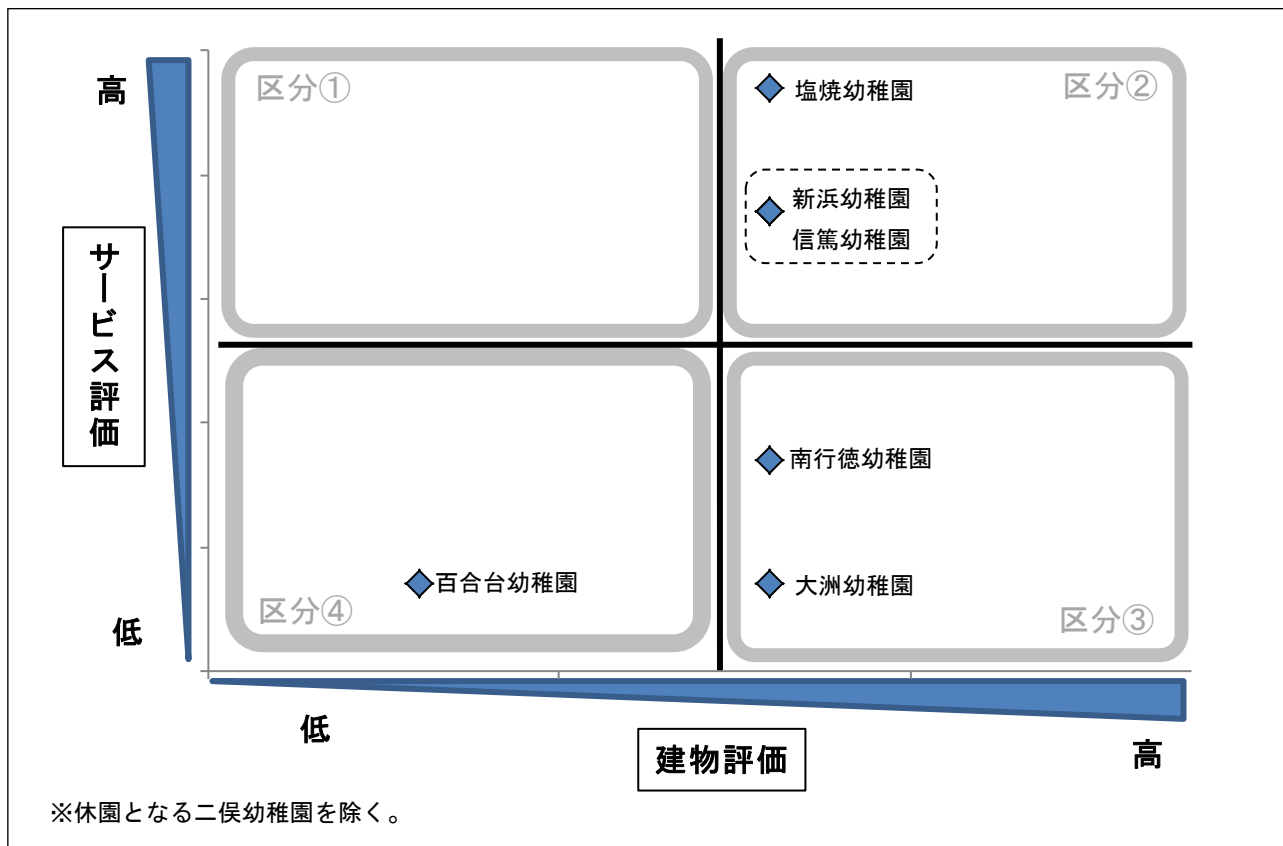 高
区分①
区分②
塩焼幼稚園
新浜幼稚園
信篤幼稚園
サービス評価
南行徳幼稚園
百合台幼稚園
大洲幼稚園
区分④
区分③
低
低
建物評価
高
※休園となる二俣幼稚園を除く。